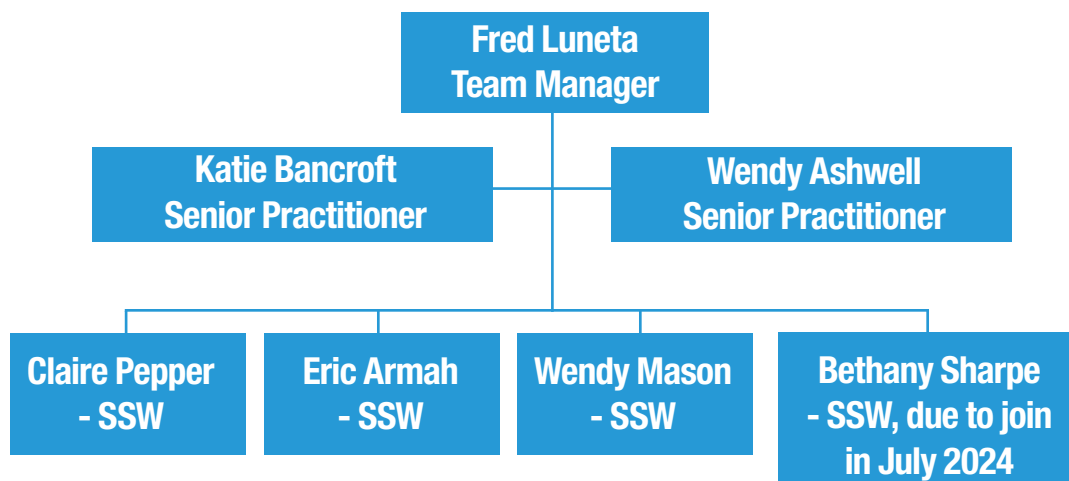 Fred Luneta
Team Manager
Katie Bancroft
Senior Practitioner
Wendy Ashwell
Senior Practitioner
Claire Pepper
- SSW
Eric Armah
- SSW
Wendy Mason
- SSW
Bethany Sharpe
- SSW, due to join
in July 2024